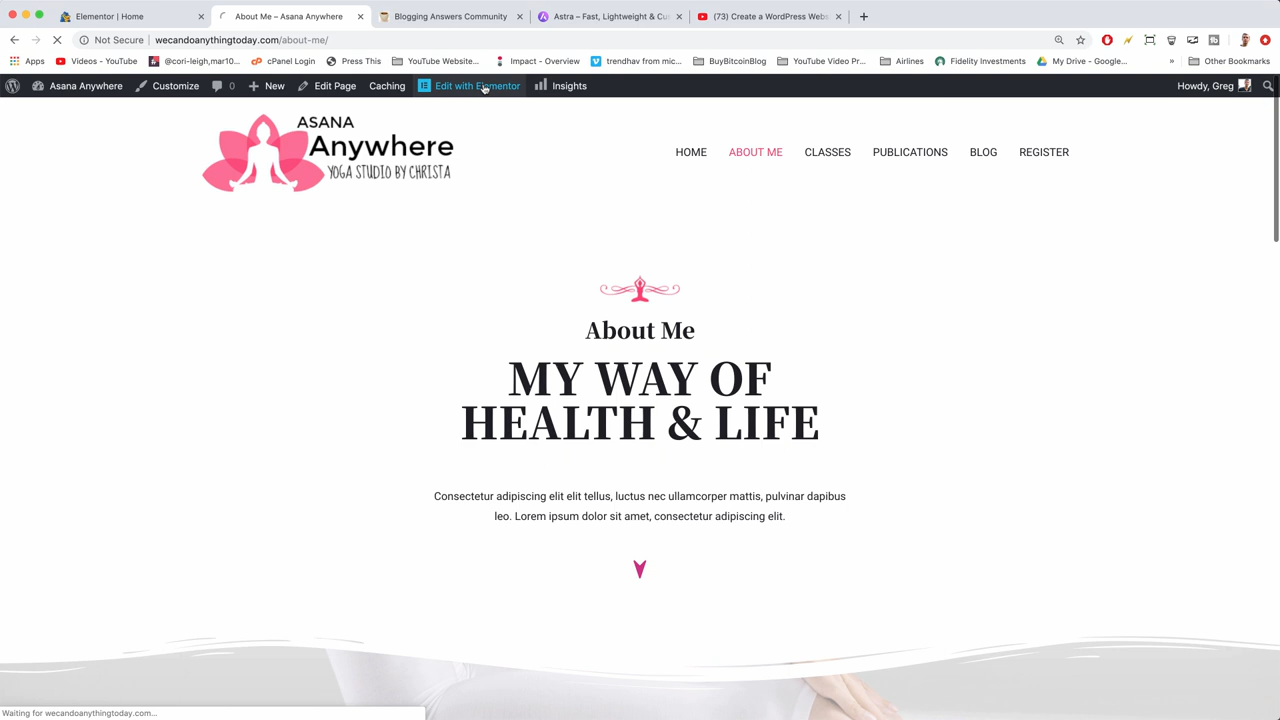 Elementor | Home
About Me – Asana Anywhere
Blogging Answers Community
Astra – Fast, Lightweight & Cu
(73) Create a WordPress Web
Not Secure | wecandoanythingtoday.com/about-me/
Apps
Videos - YouTube
@cori-leigh,mar10...
cPanel Login
Press This
YouTube Website...
Impact - Overview
trendhav from mic...
BuyBitcoinBlog
YouTube Video Pr...
Airlines
Fidelity Investments
My Drive - Google...
»
Other Bookmarks
Asana Anywhere
Customize
0
New
Edit Page
Caching
Edit with Elementor
Insights
Howdy, Greg
ASANA
Anywhere
YOGA STUDIO BY CHRISTA
HOME
ABOUT ME
CLASSES
PUBLICATIONS
BLOG
REGISTER
About Me
MY WAY OF
HEALTH & LIFE
Consectetur adipiscing elit elit tellus, luctus nec ullamcorper mattis, pulvinar dapibus
leo. Lorem ipsum dolor sit amet, consectetur adipiscing elit.
Waiting for wecandoanythingtoday.com...